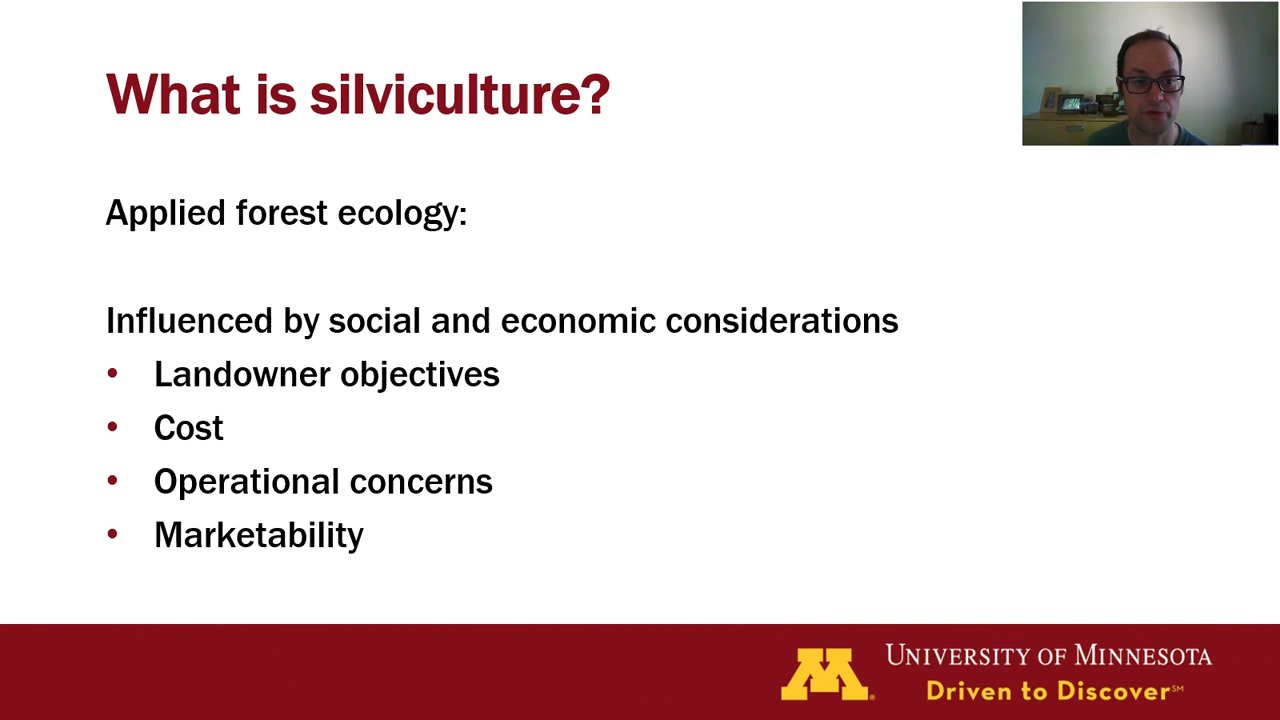 What is silviculture?
Applied forest ecology:
Influenced by social and economic considerations
• Landowner objectives
• Cost
• Operational concerns
• Marketability
M®
UNIVERSITY OF MINNESOTA
Driven to Discover℠